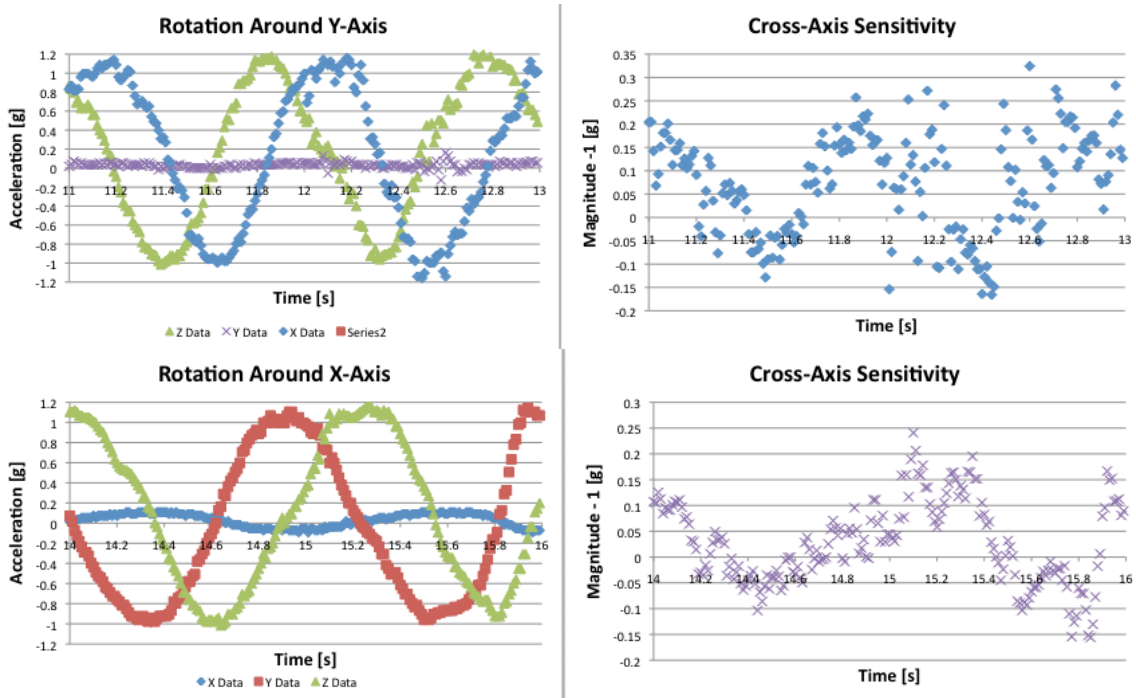 Rotation Around Y-Axis
1.2
1
0.8
0.6
0.4
0.2
0
-0.2
-0.4
-0.6
-0.8
-1
-1.2
Acceleration [g]
11 11.2 11.4 11.6 11.8 12 12.2 12.4 12.6 12.8 13
Time [s]
Z Data Y Data X Data Series2
Cross-Axis Sensitivity
0.35
0.3
0.25
0.2
0.15
0.1
0.05
0
-0.05
-0.1
-0.15
-0.2
Magnitude -1 [g]
11 11.2 11.4 11.6 11.8 12 12.2 12.4 12.6 12.8 13
Time [s]
Rotation Around X-Axis
1.2
1
0.8
0.6
0.4
0.2
0
-0.2
-0.4
-0.6
-0.8
-1
-1.2
Acceleration [g]
14 14.2 14.4 14.6 14.8 15 15.2 15.4 15.6 15.8 16
Time [s]
X Data Y Data Z Data
Cross-Axis Sensitivity
0.3
0.25
0.2
0.15
0.1
0.05
0
-0.05
-0.1
-0.15
-0.2
Magnitude - 1 [g]
14 14.2 14.4 14.6 14.8 15 15.2 15.4 15.6 15.8 16
Time [s]